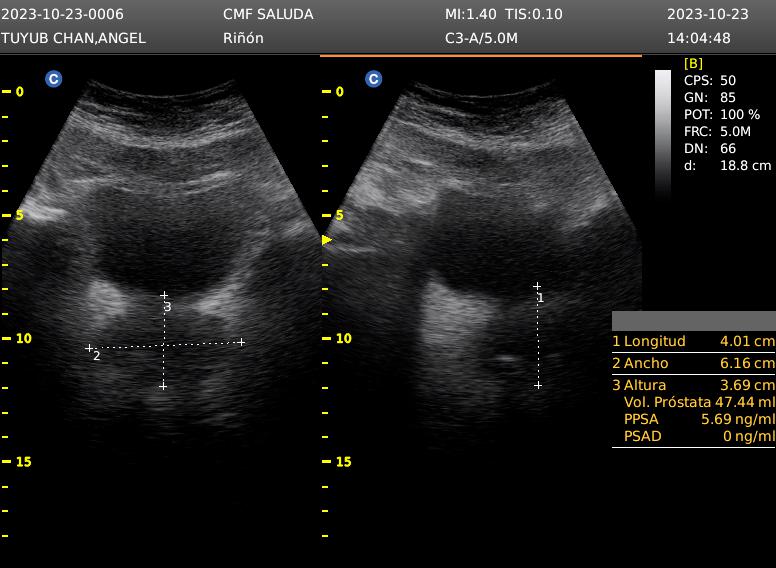 2023-10-23-0006 CMF SALUDA MI:1.40 TIS:0.10 2023-10-23
TUYUB CHAN,ANGEL Riñón C3-A/5.0M 14:04:48
C
C
[B]
CPS: 50
GN: 85
POT: 100 %
FRC: 5.0M
DN: 66
d: 18.8 cm
0
5
10
15
0
5
10
15
3
2
1
1 Longitud 4.01 cm
2 Ancho 6.16 cm
3 Altura 3.69 cm
Vol. Próstata 47.44 ml
PPSA 5.69 ng/ml
PSAD 0 ng/ml